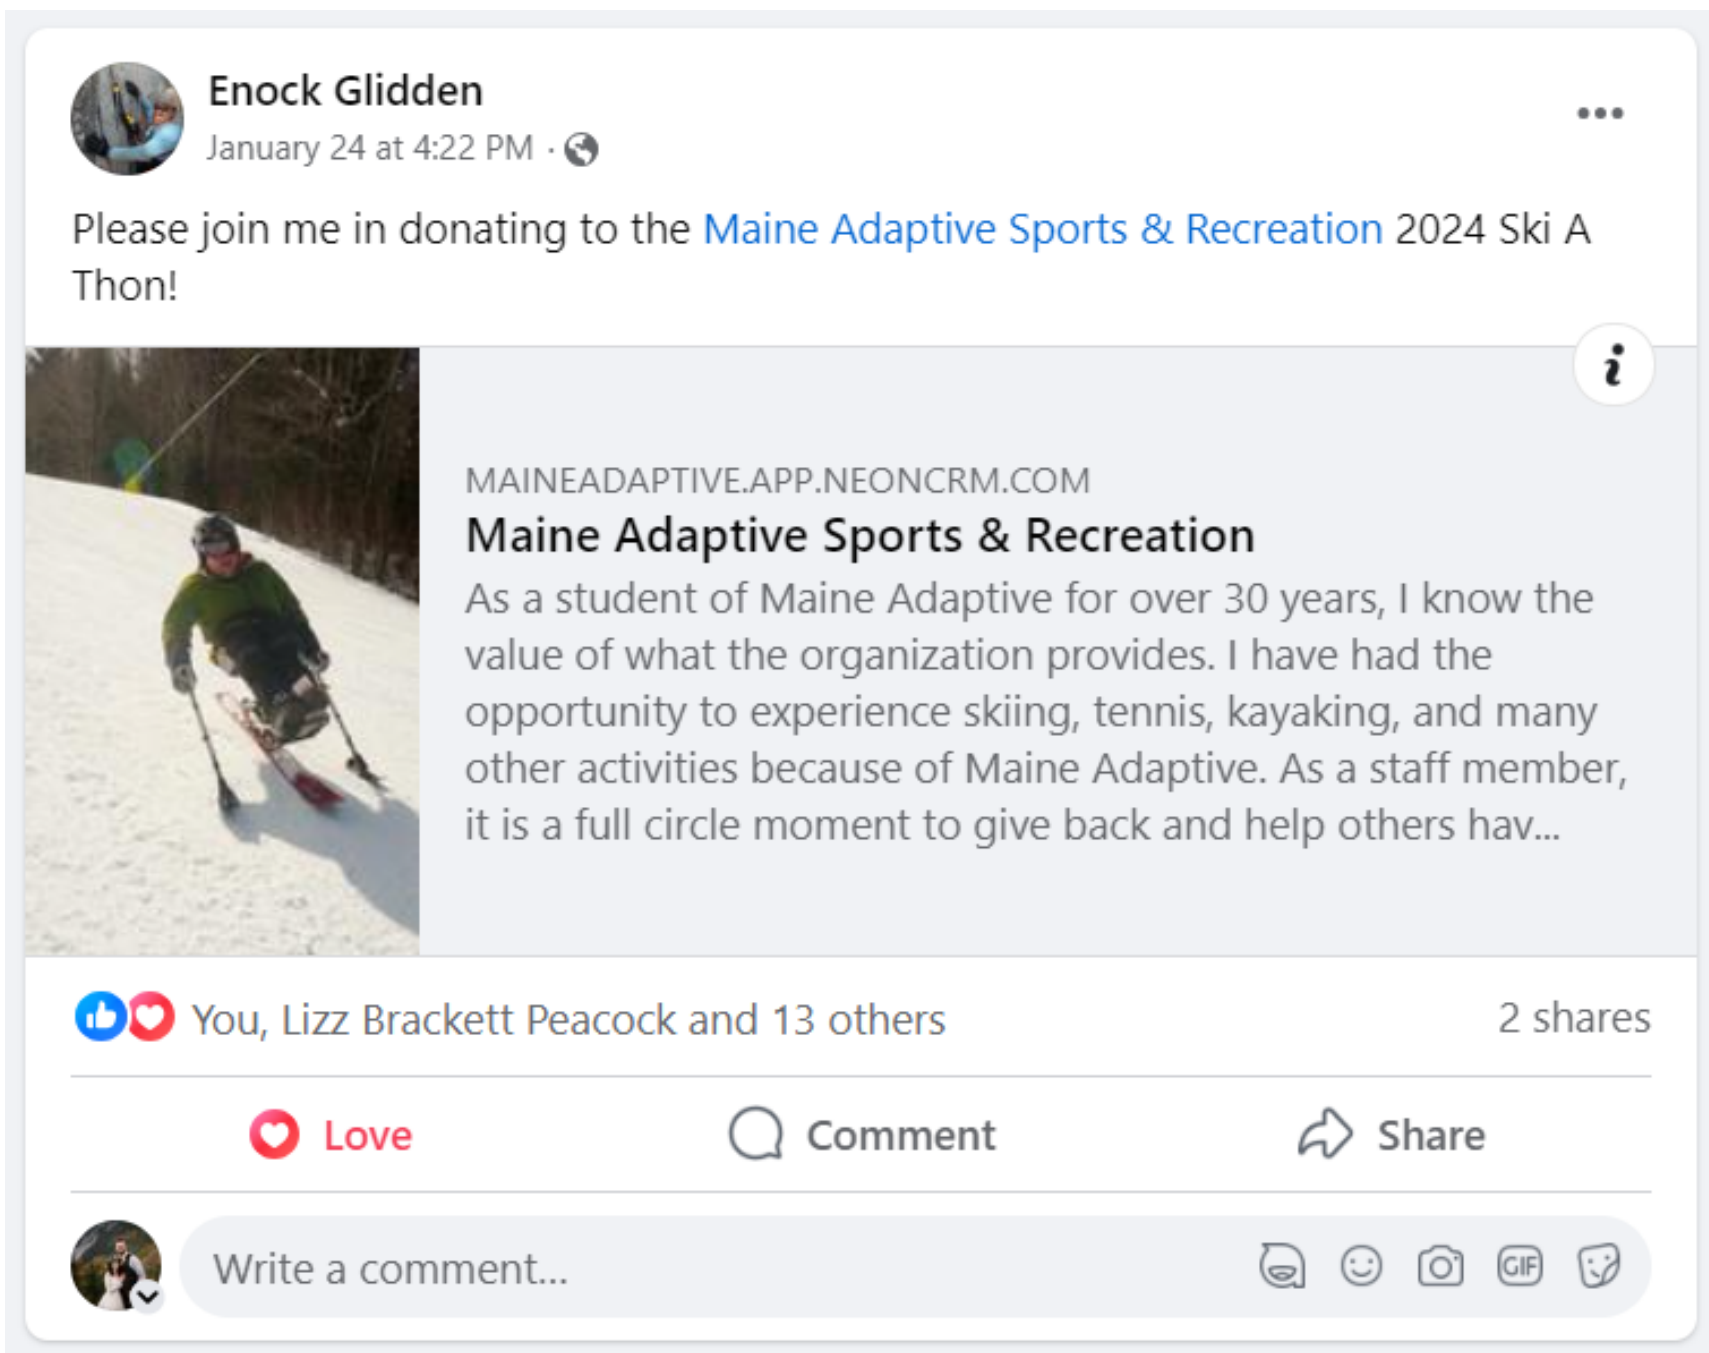 Enock Glidden
January 24 at 4:22 PM ·
Please join me in donating to the Maine Adaptive Sports & Recreation 2024 Ski A
Thon!
MAINEADAPTIVE.APP.NEONCRM.COM
Maine Adaptive Sports & Recreation
As a student of Maine Adaptive for over 30 years, I know the
value of what the organization provides. I have had the
opportunity to experience skiing, tennis, kayaking, and many
other activities because of Maine Adaptive. As a staff member,
it is a full circle moment to give back and help others hav...
You, Lizz Brackett Peacock and 13 others
2 shares
Love
Comment
Share
Write a comment...
GIF